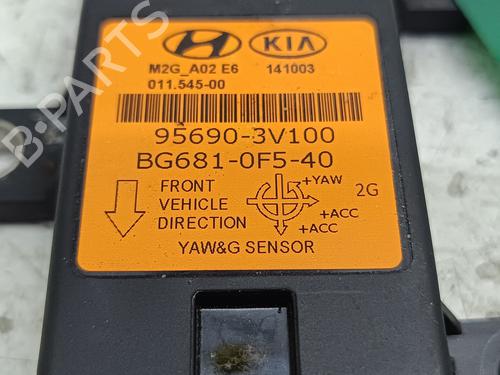 HYUNDAI KIA
M2G_A02 E6 141003
011.545-00
95690-3V100
BG681-0F5-40
FRONT
VEHICLE
DIRECTION
+YAW
2G
+ACC
+ACC
YAW&G SENSOR
B-Parts